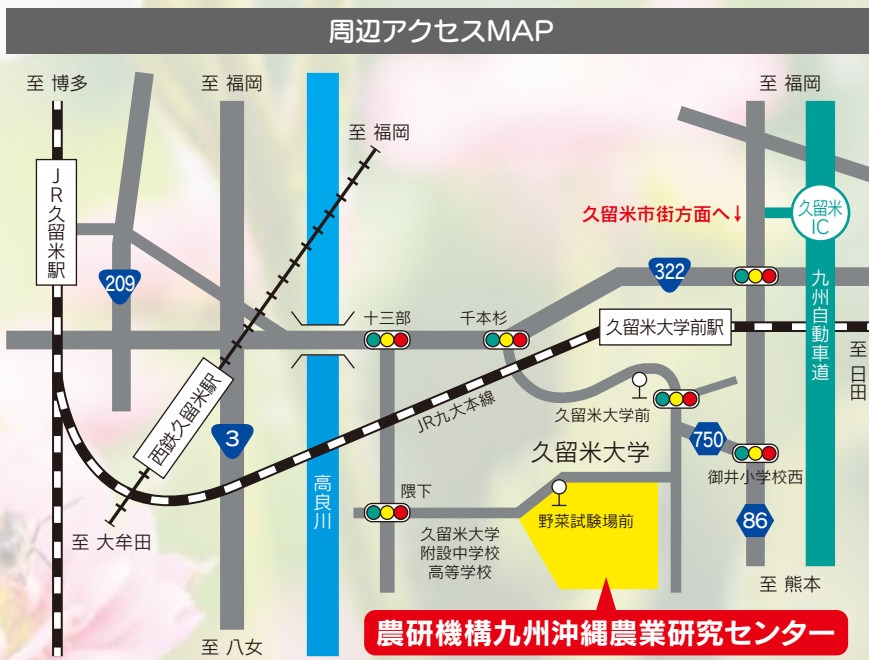 周辺アクセスMAP
至 博多
至 福岡
至 福岡
至 福岡
JR久留米駅
久留米市街方面へ↓
久留米
IC
209
322
九州自動車道
十三部
千本杉
久留米大学前駅
至 日田
西鉄久留米駅
JR九大本線
久留米大学前
3
久留米大学
750
御井小学校西
高良川
隈下
野菜試験場前
86
至 大牟田
久留米大学
附設中学校
高等学校
至 熊本
農研機構九州沖縄農業研究センター
至 八女